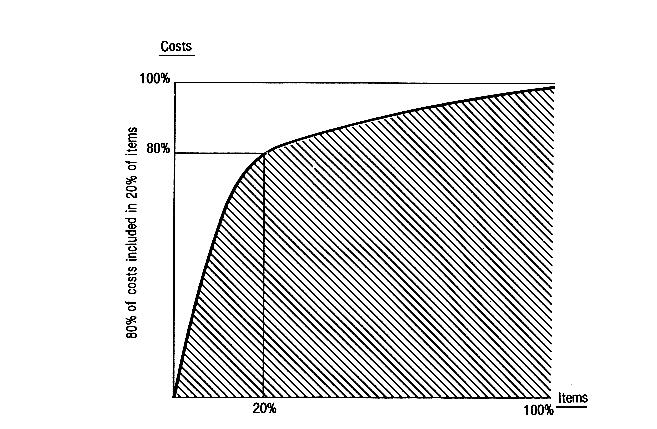 Costs
100%
80%
80% of costs included in 20% of items
20%
100%
Items